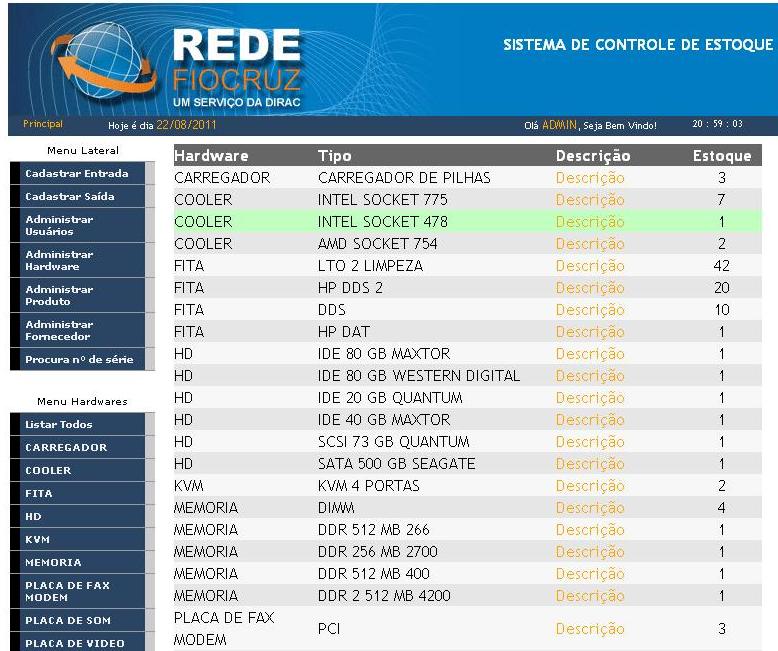 REDE
FIOCRUZ
UM SERVIÇO DA DIRAC
SISTEMA DE CONTROLE DE ESTOQUE
Principal Hoje é dia 22/08/2011 Olá ADMIN, Seja Bem Vindo! 20 : 59 : 03
Menu Lateral
Cadastrar Entrada
Cadastrar Saída
Administrar
Usuários
Administrar
Hardware
Administrar
Produto
Administrar
Fornecedor
Procura nº de série
Menu Hardwares
Listar Todos
CARREGADOR
COOLER
FITA
HD
KVM
MEMORIA
PLACA DE FAX
MODEM
PLACA DE SOM
PLACA DE VIDEO
Hardware Tipo Descrição Estoque
CARREGADOR CARREGADOR DE PILHAS Descrição 3
COOLER INTEL SOCKET 775 Descrição 7
COOLER INTEL SOCKET 478 Descrição 1
COOLER AMD SOCKET 754 Descrição 2
FITA LTO 2 LIMPEZA Descrição 42
FITA HP DDS 2 Descrição 20
FITA DDS Descrição 10
FITA HP DAT Descrição 1
HD IDE 80 GB MAXTOR Descrição 1
HD IDE 80 GB WESTERN DIGITAL Descrição 1
HD IDE 20 GB QUANTUM Descrição 1
HD IDE 40 GB MAXTOR Descrição 1
HD SCSI 73 GB QUANTUM Descrição 1
HD SATA 500 GB SEAGATE Descrição 1
KVM KVM 4 PORTAS Descrição 2
MEMORIA DIMM Descrição 4
MEMORIA DDR 512 MB 266 Descrição 1
MEMORIA DDR 256 MB 2700 Descrição 1
MEMORIA DDR 512 MB 400 Descrição 1
MEMORIA DDR 2 512 MB 4200 Descrição 1
PLACA DE FAX
MODEM PCI Descrição 3